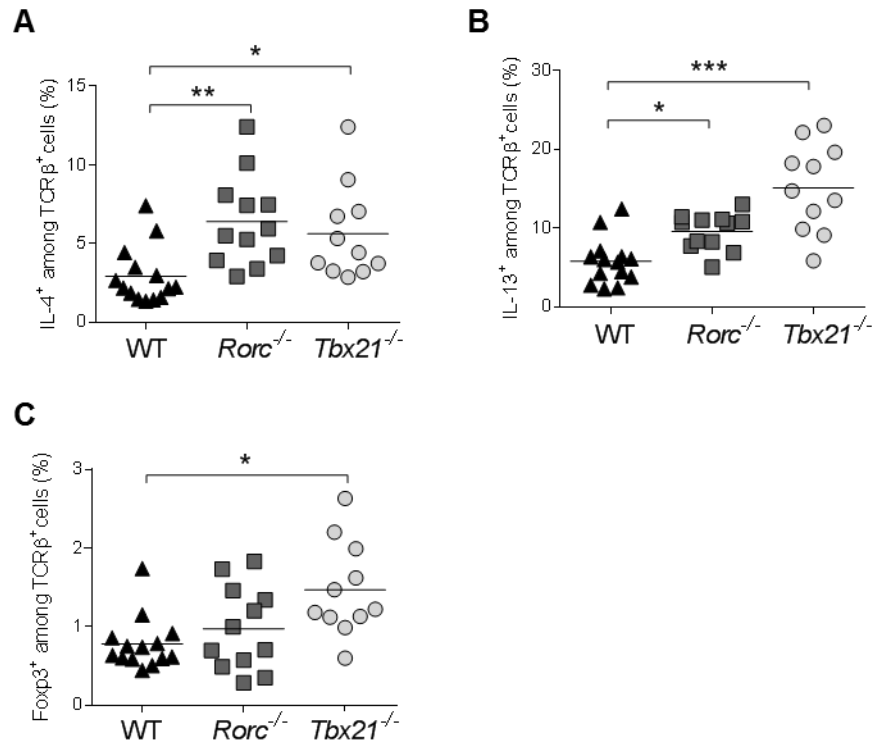 A
IL-4⁺ among TCRβ⁺ cells (%)
15
10
5
0
*
**
WT
Rorc⁻/⁻
Tbx21⁻/⁻
B
IL-13⁺ among TCRβ⁺ cells (%)
30
20
10
0
***
*
WT
Rorc⁻/⁻
Tbx21⁻/⁻
C
Foxp3⁺ among TCRβ⁺ cells (%)
3
2
1
0
*
WT
Rorc⁻/⁻
Tbx21⁻/⁻